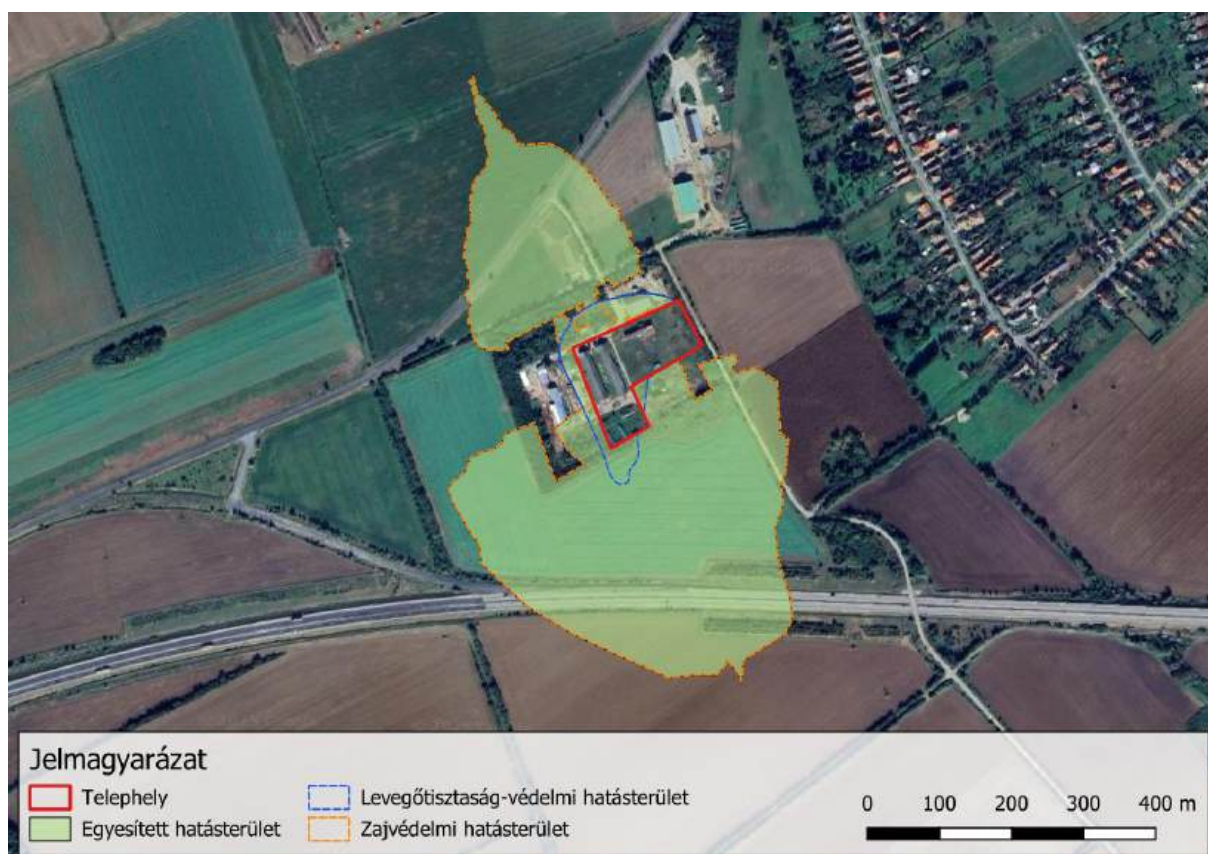 Jelmagyarázat
Telephely
Egyesített hatásterület
Levegőtisztaság-védelmi hatásterület
Zajvédelmi hatásterület
0 100 200 300 400 m